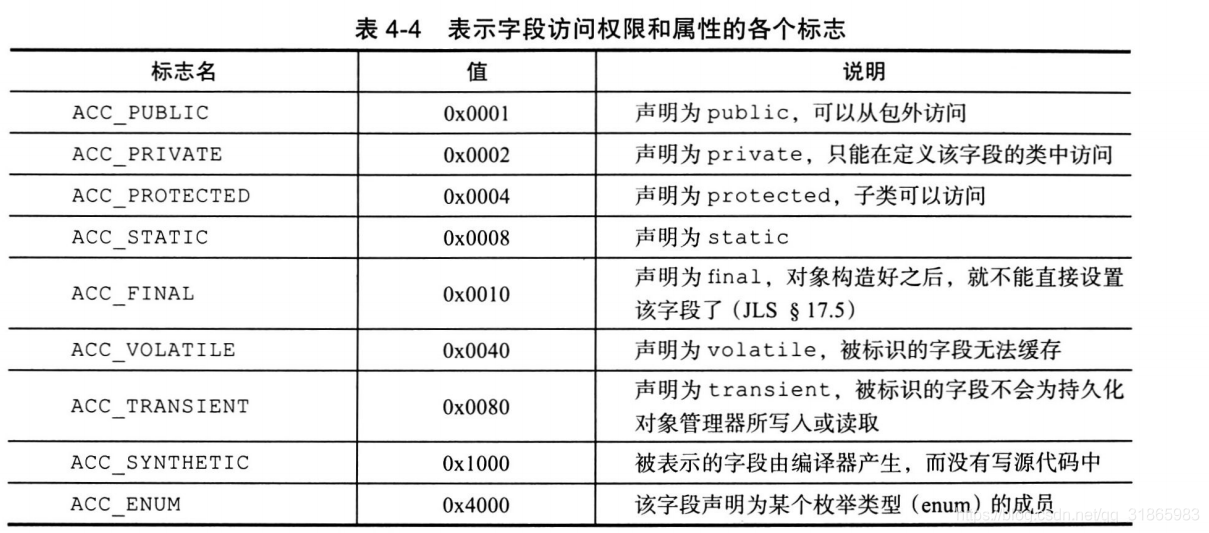 表 4-4 表示字段访问权限和属性的各个标志
标志名 值 说明
ACC_PUBLIC 0x0001 声明为 public，可以从包外访问
ACC_PRIVATE 0x0002 声明为 private，只能在定义该字段的类中访问
ACC_PROTECTED 0x0004 声明为 protected，子类可以访问
ACC_STATIC 0x0008 声明为 static
ACC_FINAL 0x0010 声明为 final，对象构造好之后，就不能直接设置
该字段了（JLS § 17.5）
ACC_VOLATILE 0x0040 声明为 volatile，被标识的字段无法缓存
ACC_TRANSIENT 0x0080 声明为 transient，被标识的字段不会为持久化
对象管理器所写入或读取
ACC_SYNTHETIC 0x1000 被表示的字段由编译器产生，而没有写源代码中
ACC_ENUM 0x4000 该字段声明为某个枚举类型（enum）的成员
https://blog.csdn.net/qq_31865983